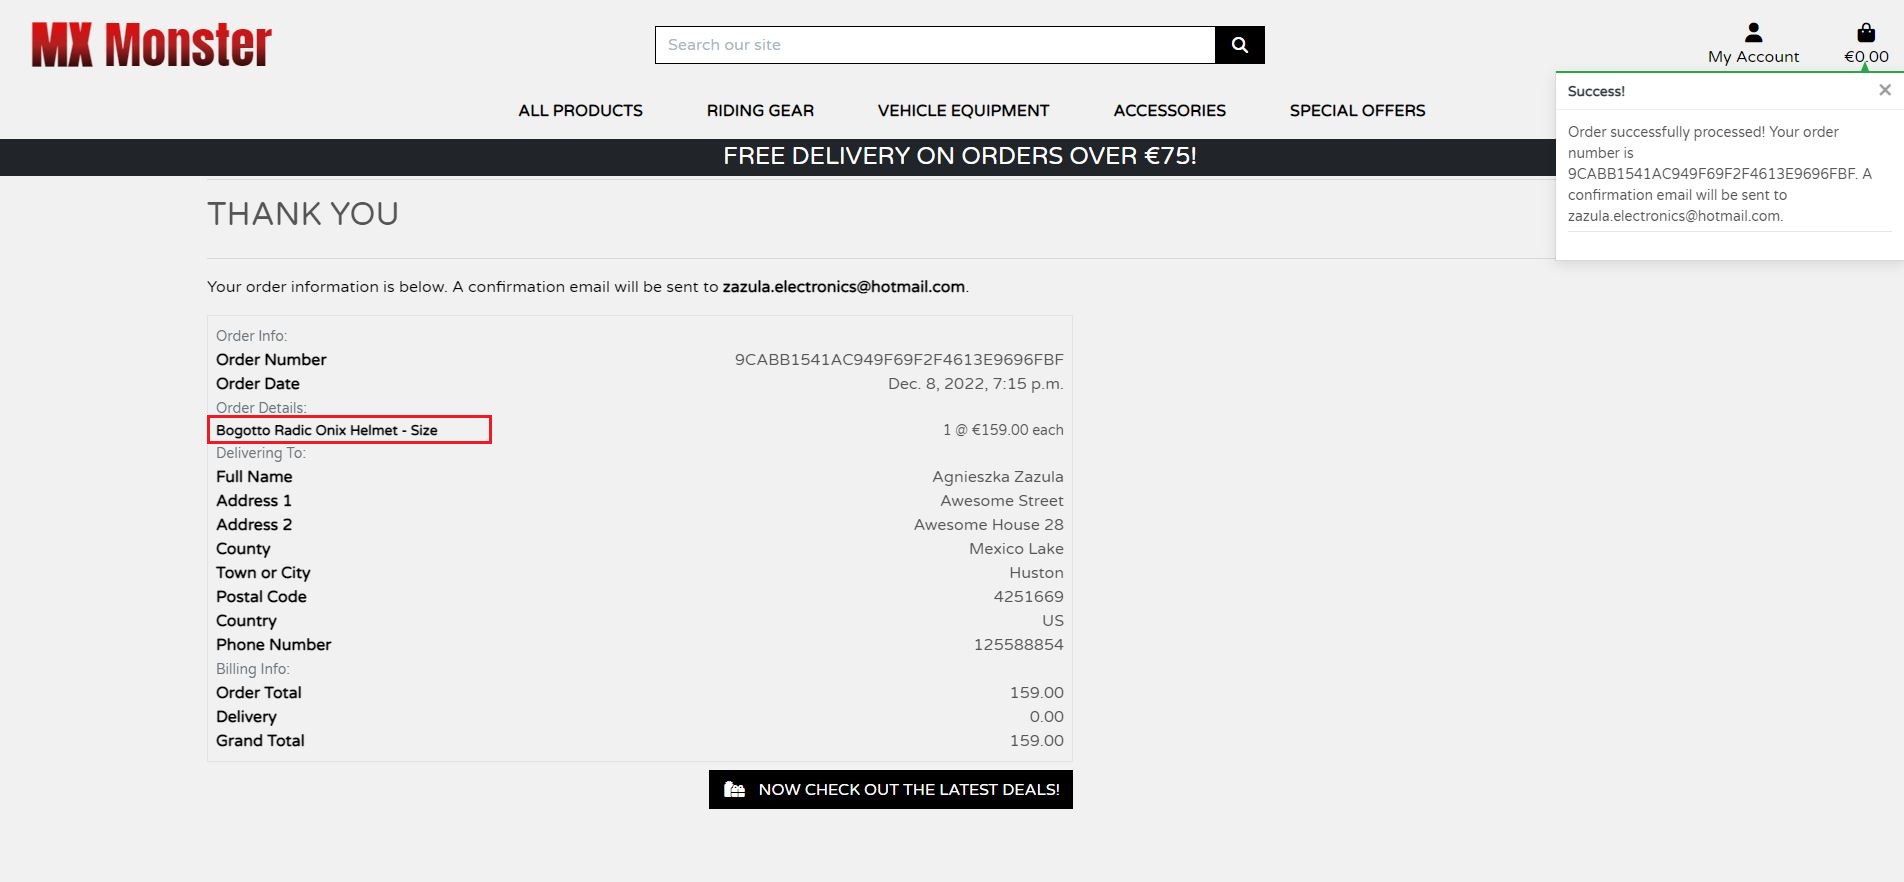 MX Monster
Search our site
My Account
€0.00
ALL PRODUCTS
RIDING GEAR
VEHICLE EQUIPMENT
ACCESSORIES
SPECIAL OFFERS
FREE DELIVERY ON ORDERS OVER €75!
Success!
Order successfully processed! Your order
number is
9CABB1541AC949F69F2F4613E9696FBF. A
confirmation email will be sent to
zazula.electronics@hotmail.com.
THANK YOU
Your order information is below. A confirmation email will be sent to zazula.electronics@hotmail.com.
Order Info:
Order Number 9CABB1541AC949F69F2F4613E9696FBF
Order Date Dec. 8, 2022, 7:15 p.m.
Order Details:
Bogotto Radic Onix Helmet - Size 1 @ €159.00 each
Delivering To:
Full Name Agnieszka Zazula
Address 1 Awesome Street
Address 2 Awesome House 28
County Mexico Lake
Town or City Huston
Postal Code 4251669
Country US
Phone Number 125588854
Billing Info:
Order Total 159.00
Delivery 0.00
Grand Total 159.00
NOW CHECK OUT THE LATEST DEALS!